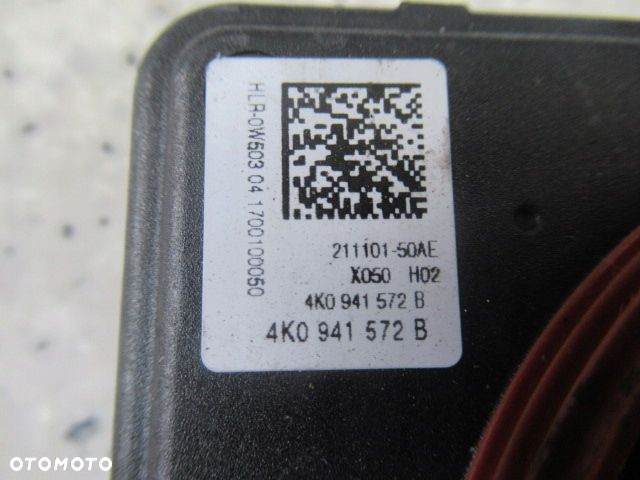 HLR-0W503 04 1700100050
211101-50AE
X050 H02
4K0 941 572 B
4K0 941 572 B
OTOMOTO